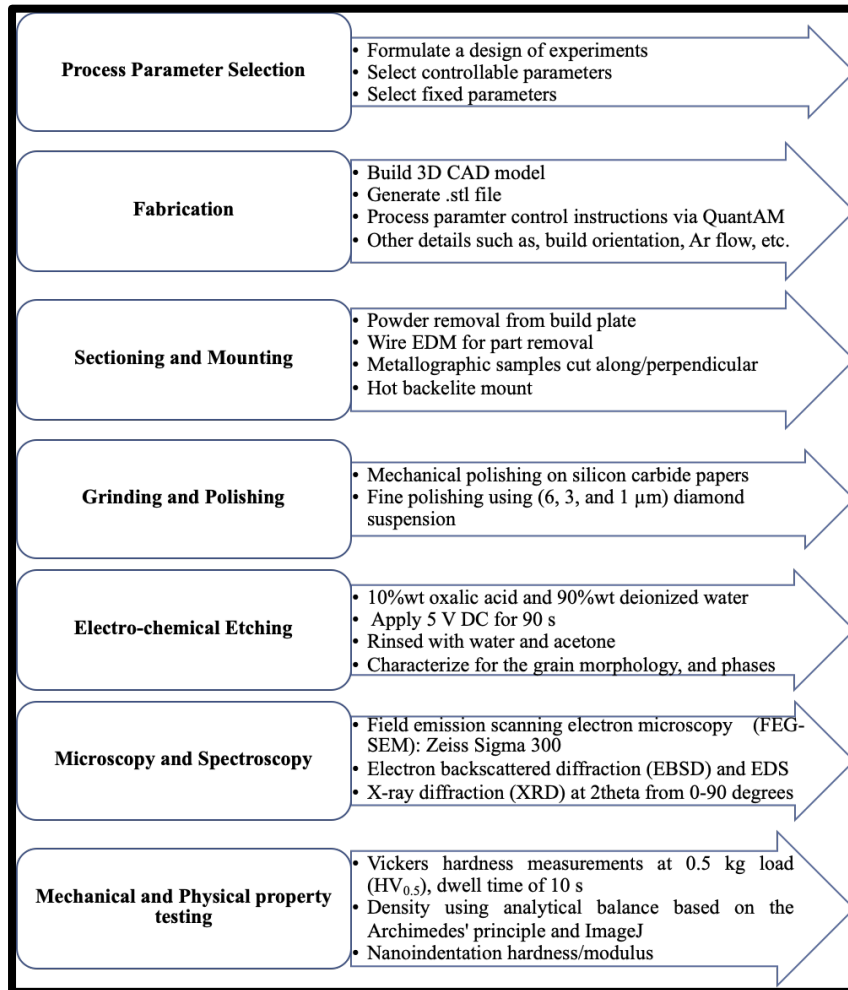 Process Parameter Selection
• Formulate a design of experiments
• Select controllable parameters
• Select fixed parameters
Fabrication
• Build 3D CAD model
• Generate .stl file
• Process paramter control instructions via QuantAM
• Other details such as, build orientation, Ar flow, etc.
Sectioning and Mounting
• Powder removal from build plate
• Wire EDM for part removal
• Metallographic samples cut along/perpendicular
• Hot backelite mount
Grinding and Polishing
• Mechanical polishing on silicon carbide papers
• Fine polishing using (6, 3, and 1 µm) diamond
suspension
Electro-chemical Etching
• 10%wt oxalic acid and 90%wt deionized water
• Apply 5 V DC for 90 s
• Rinsed with water and acetone
• Characterize for the grain morphology, and phases
Microscopy and Spectroscopy
• Field emission scanning electron microscopy (FEG-
SEM): Zeiss Sigma 300
• Electron backscattered diffraction (EBSD) and EDS
• X-ray diffraction (XRD) at 2theta from 0-90 degrees
Mechanical and Physical property
testing
• Vickers hardness measurements at 0.5 kg load
(HV0.5), dwell time of 10 s
• Density using analytical balance based on the
Archimedes' principle and ImageJ
• Nanoindentation hardness/modulus